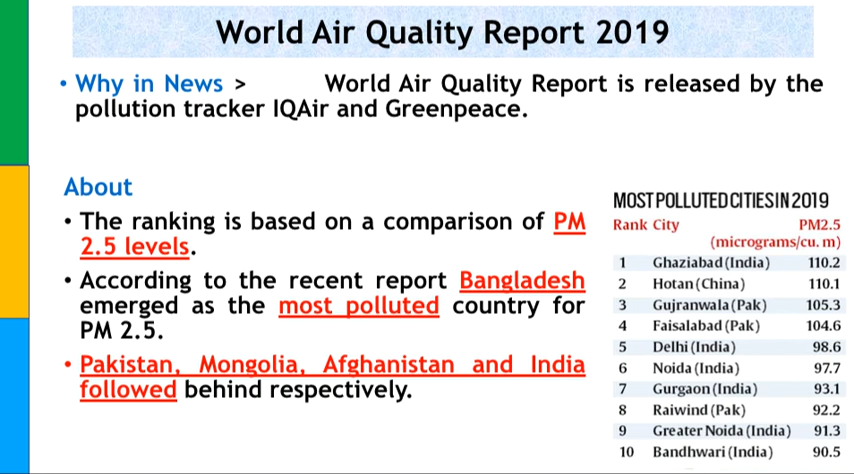 World Air Quality Report 2019
• Why in News > World Air Quality Report is released by the
pollution tracker IQAir and Greenpeace.
About
• The ranking is based on a comparison of PM
2.5 levels.
• According to the recent report Bangladesh
emerged as the most polluted country for
PM 2.5.
• Pakistan, Mongolia, Afghanistan and India
followed behind respectively.
MOST POLLUTED CITIES IN 2019
Rank City PM2.5
(micrograms/cu. m)
1 Ghaziabad (India) 110.2
2 Hotan (China) 110.1
3 Gujranwala (Pak) 105.3
4 Faisalabad (Pak) 104.6
5 Delhi (India) 98.6
6 Noida (India) 97.7
7 Gurgaon (India) 93.1
8 Raiwind (Pak) 92.2
9 Greater Noida (India) 91.3
10 Bandhwari (India) 90.5